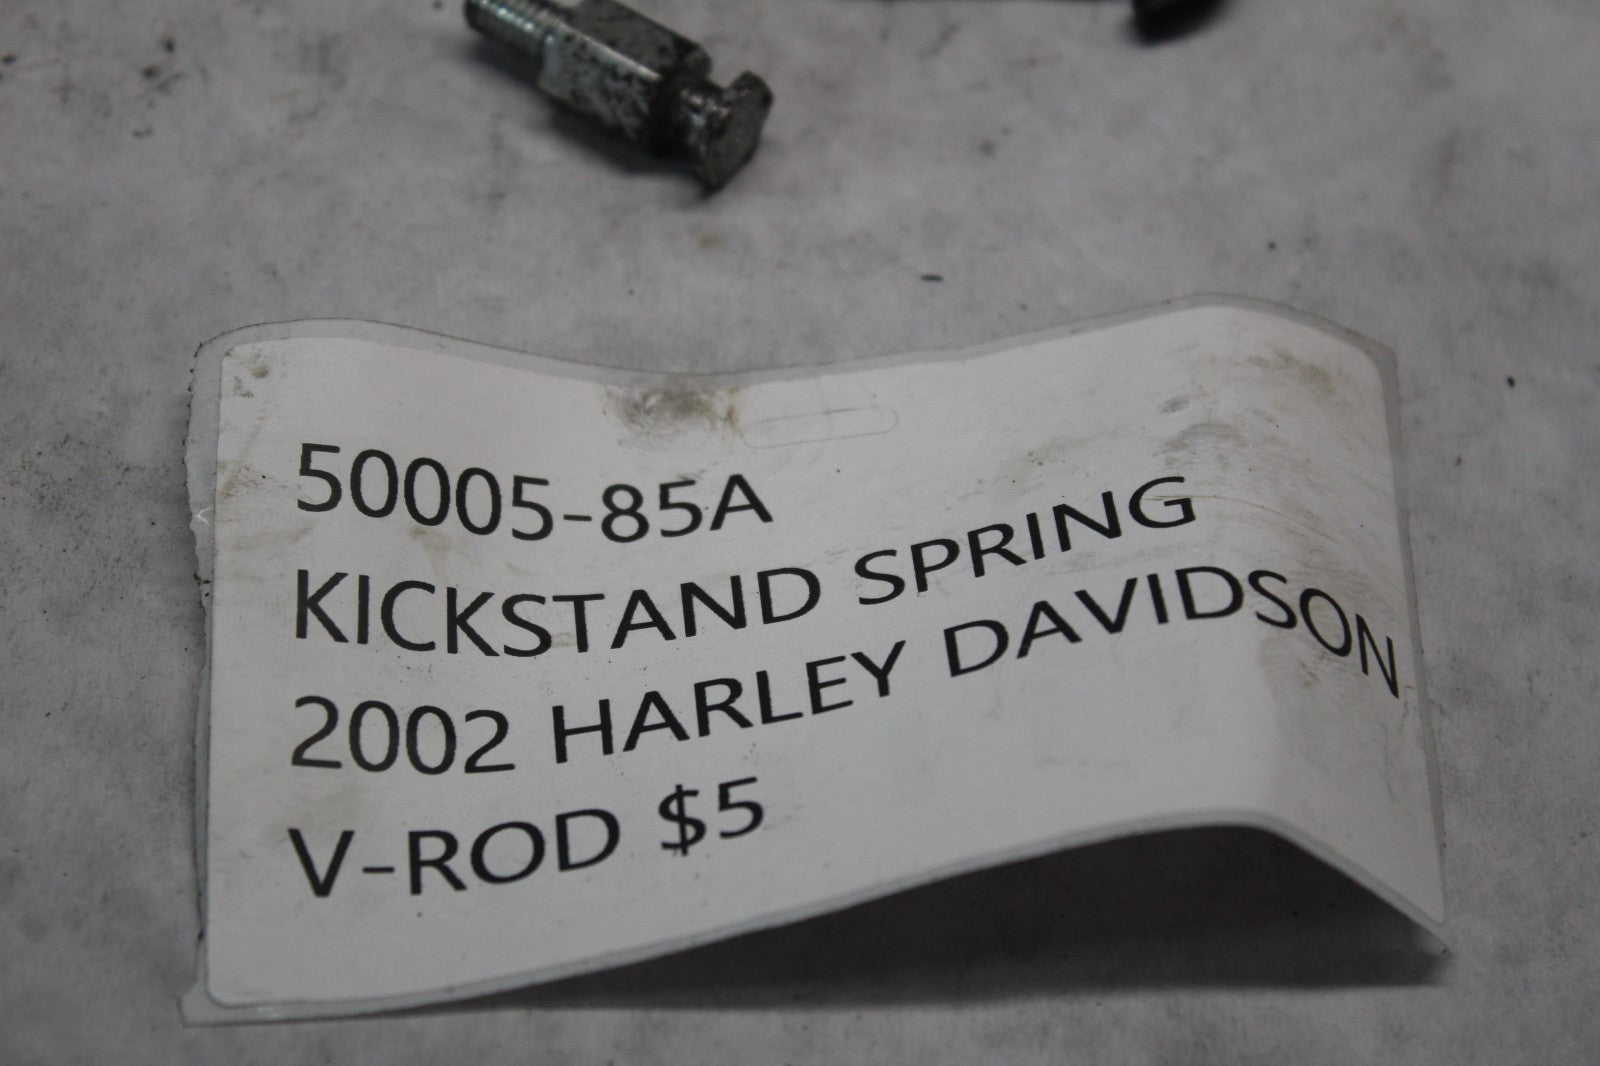 50005-85A
KICKSTAND SPRING
2002 HARLEY DAVIDSON
V-ROD $5